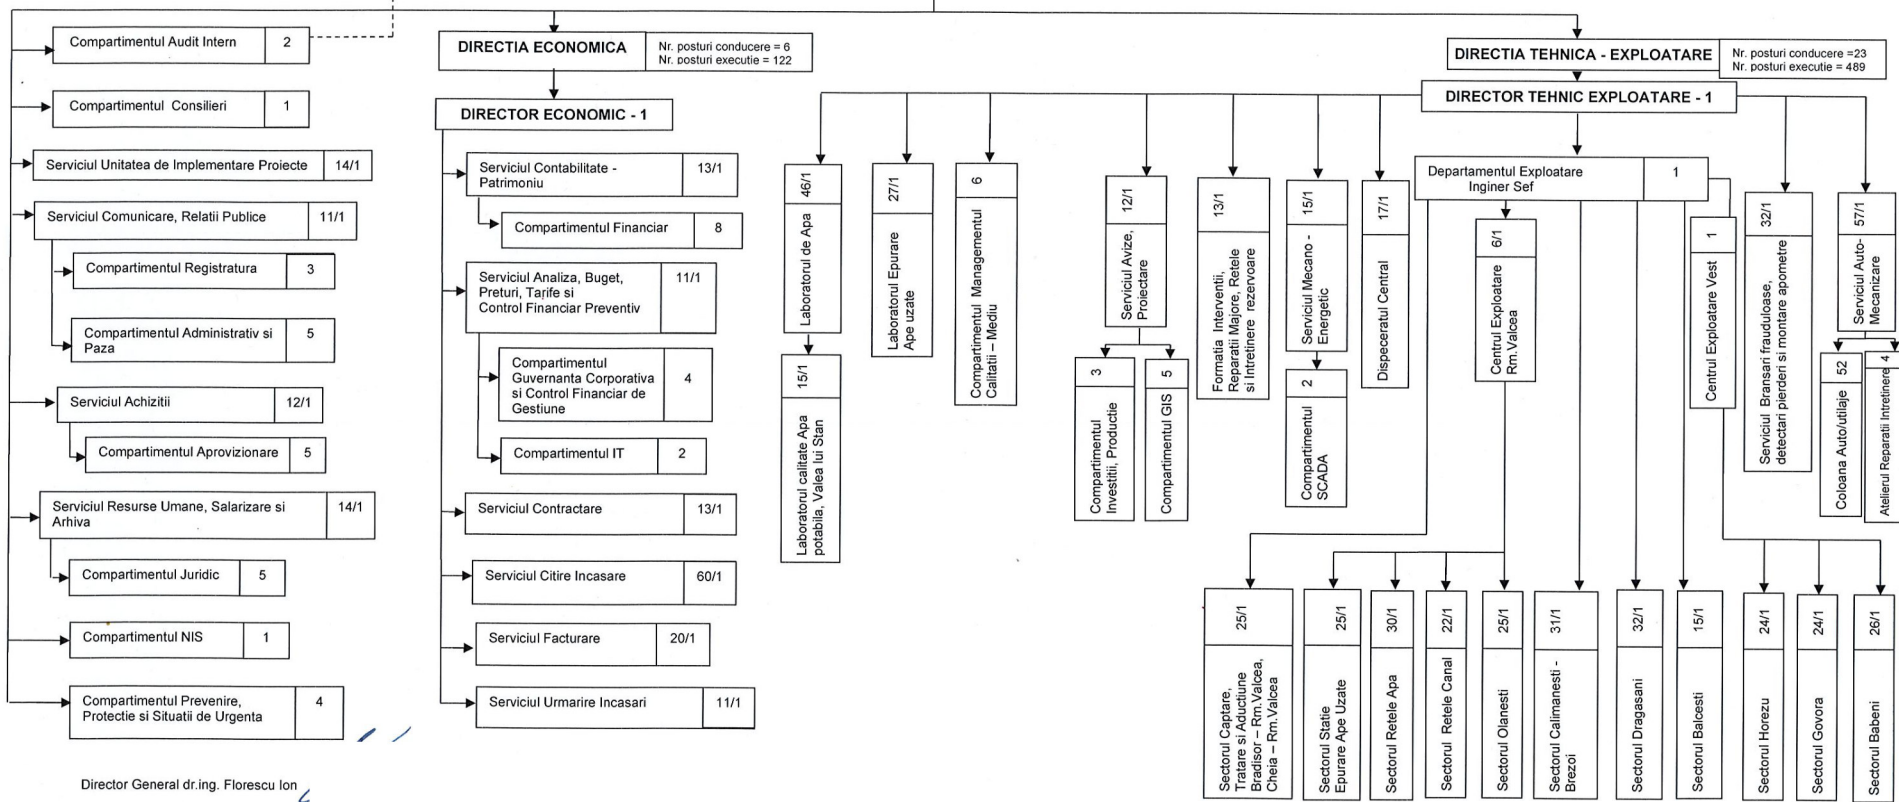 Compartimentul Audit Intern
2
Compartimentul Consilieri
1
Serviciul Unitatea de Implementare Proiecte
14/1
Serviciul Comunicare, Relatii Publice
11/1
Compartimentul Registratura
3
Compartimentul Administrativ si
Paza
5
Serviciul Achizitii
12/1
Compartimentul Aprovizionare
5
Serviciul Resurse Umane, Salarizare si
Arhiva
14/1
Compartimentul Juridic
5
Compartimentul NIS
1
Compartimentul Prevenire,
Protectie si Situatii de Urgenta
4
Director General dr.ing. Florescu Ion
DIRECTIA ECONOMICA
Nr. posturi conducere = 6
Nr. posturi executie = 122
DIRECTOR ECONOMIC - 1
Serviciul Contabilitate -
Patrimoniu
13/1
Compartimentul Financiar
8
Serviciul Analiza, Buget,
Preturi, Tarife si
Control Financiar Preventiv
11/1
Compartimentul
Guvernanta Corporativa
si Control Financiar de
Gestiune
4
Compartimentul IT
2
Serviciul Contractare
13/1
Serviciul Citire Incasare
60/1
Serviciul Facturare
20/1
Serviciul Urmarire Incasari
11/1
DIRECTIA TEHNICA - EXPLOATARE
Nr. posturi conducere =23
Nr. posturi executie = 489
DIRECTOR TEHNIC EXPLOATARE - 1
Laboratorul de Apa
46/1
Laboratorul calitate Apa
potabila, Valea lui Stan
15/1
Laboratorul Epurare
Ape uzate
27/1
Compartimentul Managementul
Calitatii – Mediu
6
Serviciul Avize,
Proiectare
12/1
Compartimentul
Investitii, Productie
3
Compartimentul GIS
5
Formatia Interventii,
Reparatii Majore, Retele
si Intretinere rezervoare
13/1
Serviciul Mecano -
Energetic
15/1
Compartimentul
SCADA
2
Dispeceratul Central
17/1
Departamentul Exploatare
Inginer Sef
1
Centrul Exploatare
Rm.Valcea
6/1
Centrul Exploatare Vest
1
Serviciul Bransari frauduloase,
detectari pierderi si montare apometre
32/1
Serviciul Auto-
Mecanizare
57/1
Coloana Auto/utilaje
52
Atelierul Reparatii Intretinere
4
Sectorul Captare,
Tratare si Aductiune
Bradisor – Rm.Valcea,
Cheia – Rm.Valcea
25/1
Sectorul Statie
Epurare Ape Uzate
25/1
Sectorul Retele Apa
30/1
Sectorul Retele Canal
22/1
Sectorul Olanesti
25/1
Sectorul Calimanesti -
Brezoi
31/1
Sectorul Dragasani
32/1
Sectorul Balcesti
15/1
Sectorul Horezu
24/1
Sectorul Govora
24/1
Sectorul Babeni
26/1